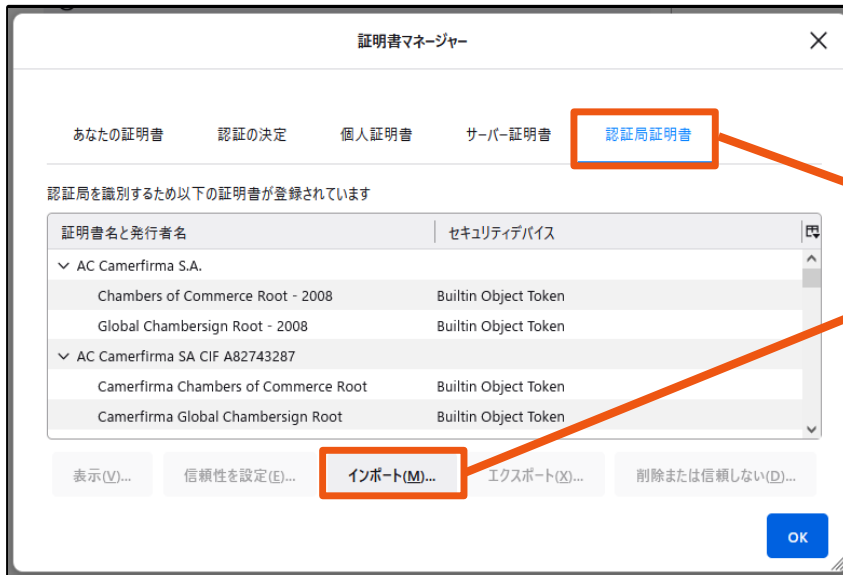 証明書マネージャー
あなたの証明書 認証の決定 個人証明書 サーバー証明書 認証局証明書
認証局を識別するため以下の証明書が登録されています
証明書名と発行者名 セキュリティデバイス
AC Camerfirma S.A.
Chambers of Commerce Root - 2008 Builtin Object Token
Global Chambersign Root - 2008 Builtin Object Token
AC Camerfirma SA CIF A82743287
Camerfirma Chambers of Commerce Root Builtin Object Token
Camerfirma Global Chambersign Root Builtin Object Token
表示(V)... 信頼性を設定(E)... インポート(M)... エクスポート(X)... 削除または信頼しない(D)...
OK